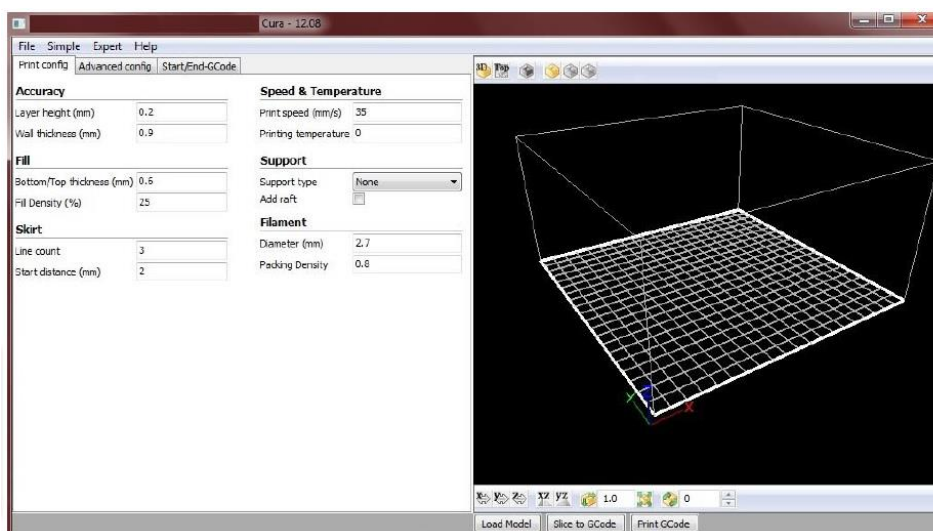 Cura - 12.08
File Simple Expert Help
Print config Advanced config Start/End-GCode
Accuracy
Layer height (mm) 0.2
Wall thickness (mm) 0.9
Fill
Bottom/Top thickness (mm) 0.6
Fill Density (%) 25
Skirt
Line count 3
Start distance (mm) 2
Speed & Temperature
Print speed (mm/s) 35
Printing temperature 0
Support
Support type None
Add raft
Filament
Diameter (mm) 2.7
Packing Density 0.8
3D Top
Y X
X Y Z XZ YZ 1.0 0
Load Model Slice to GCode Print GCode